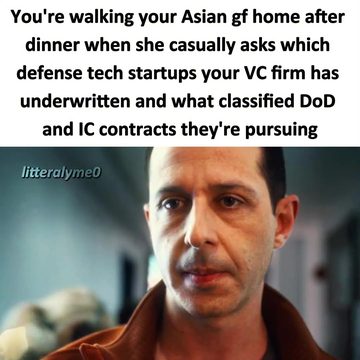 You're walking your Asian gf home after
dinner when she casually asks which
defense tech startups your VC firm has
underwritten and what classified DoD
and IC contracts they're pursuing
litteralyme0